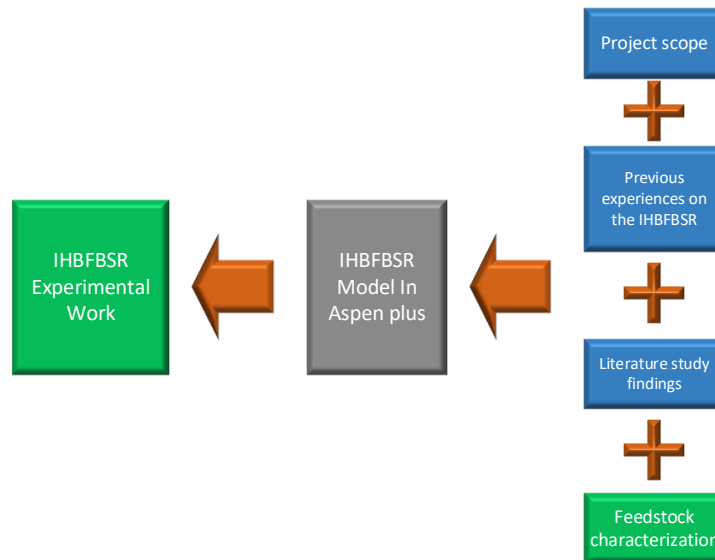 Project scope
Previous
experiences on
the IHBFBSR
IHBFBSR
Experimental
Work
IHBFBSR
Model In
Aspen plus
Literature study
findings
Feedstock
characterization